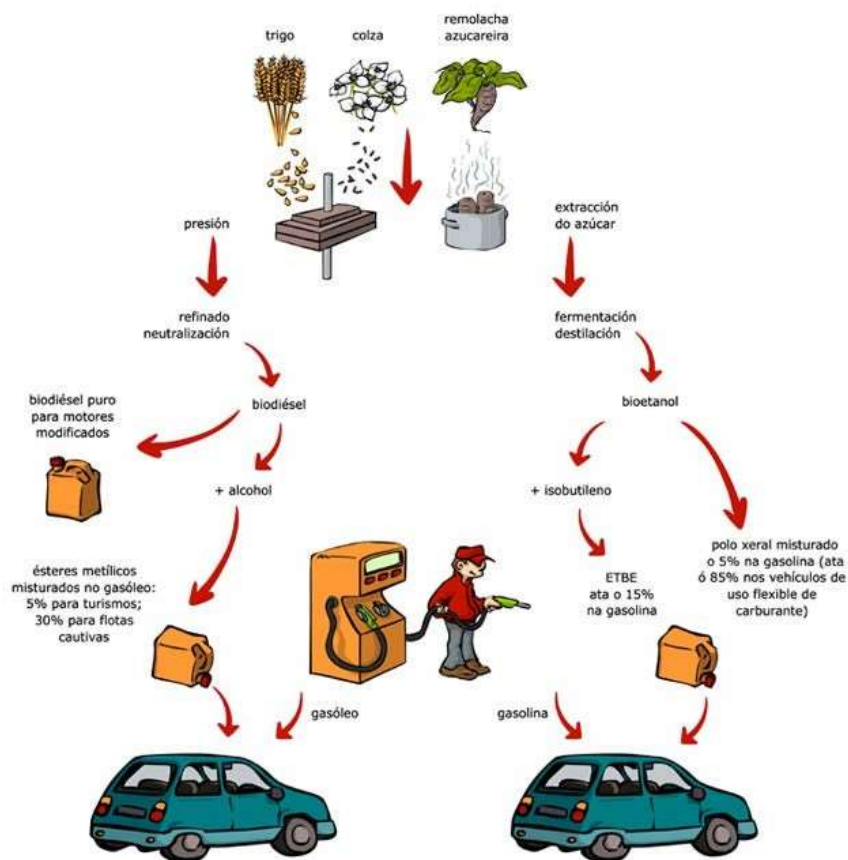 trigo
colza
remolacha
azucareira
presión
extracción
do azúcar
refinado
neutralización
fermentación
destilación
biodiésel puro
para motores
modificados
biodiésel
bioetanol
+ alcohol
+ isobutileno
ésteres metílicos
misturados no gasóleo:
5% para turismos;
30% para flotas
cautivas
ETBE
ata o 15%
na gasolina
polo xeral misturado
o 5% na gasolina (ata
ó 85% nos vehículos de
uso flexible de
carburante)
gasóleo
gasolina